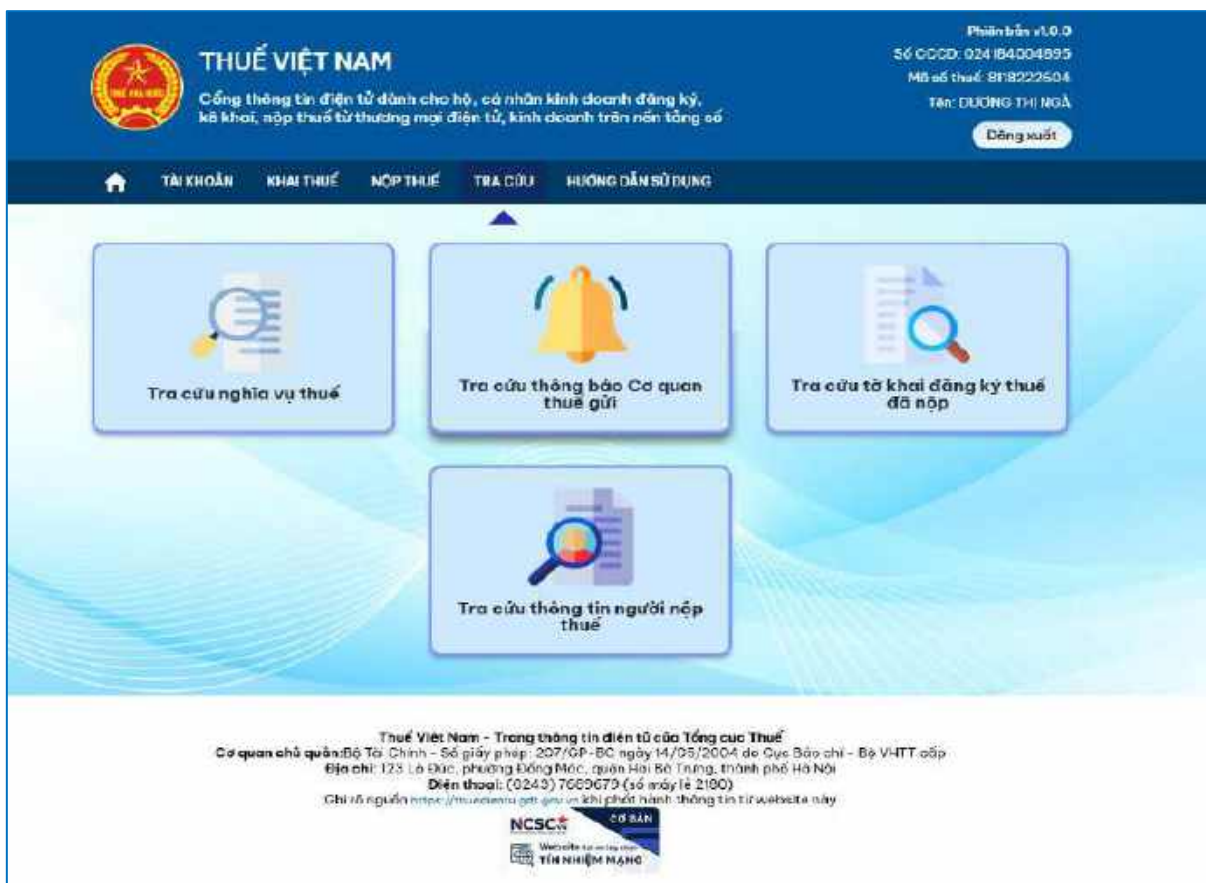 Phiên bản v1.0.0
THUẾ VIỆT NAM
Số CCCD: 024184004895
Mã số thuế: 8118222604
Cổng thông tin điện tử dành cho hộ, cá nhân kinh doanh đăng ký,
kê khai, nộp thuế từ thương mại điện tử, kinh doanh trên nền tảng số
Tên: DƯƠNG THỊ NGÀ
Đăng xuất
TÀI KHOẢN KHAI THUẾ NỘP THUẾ TRA CỨU HƯỚNG DẪN SỬ DỤNG
Tra cứu nghĩa vụ thuế
Tra cứu thông báo Cơ quan
thuế gửi
Tra cứu tờ khai đăng ký thuế
đã nộp
Tra cứu thông tin người nộp
thuế
Thuế Việt Nam - Trang thông tin điện tử của Tổng cục Thuế
Cơ quan chủ quản:Bộ Tài Chính - Số giấy phép: 207/GP-BC ngày 14/05/2004 do Cục Báo chí - Bộ VHTT cấp
Địa chỉ: 123 Lò Đúc, phường Đống Mác, quận Hai Bà Trưng, thành phố Hà Nội
Điện thoại: (0243) 7689679 (số máy lẻ 2180)
Ghi rõ nguồn khi phát hành thông tin từ website này
NCSC
CƠ BẢN
Website
TÍN NHIỆM MẠNG